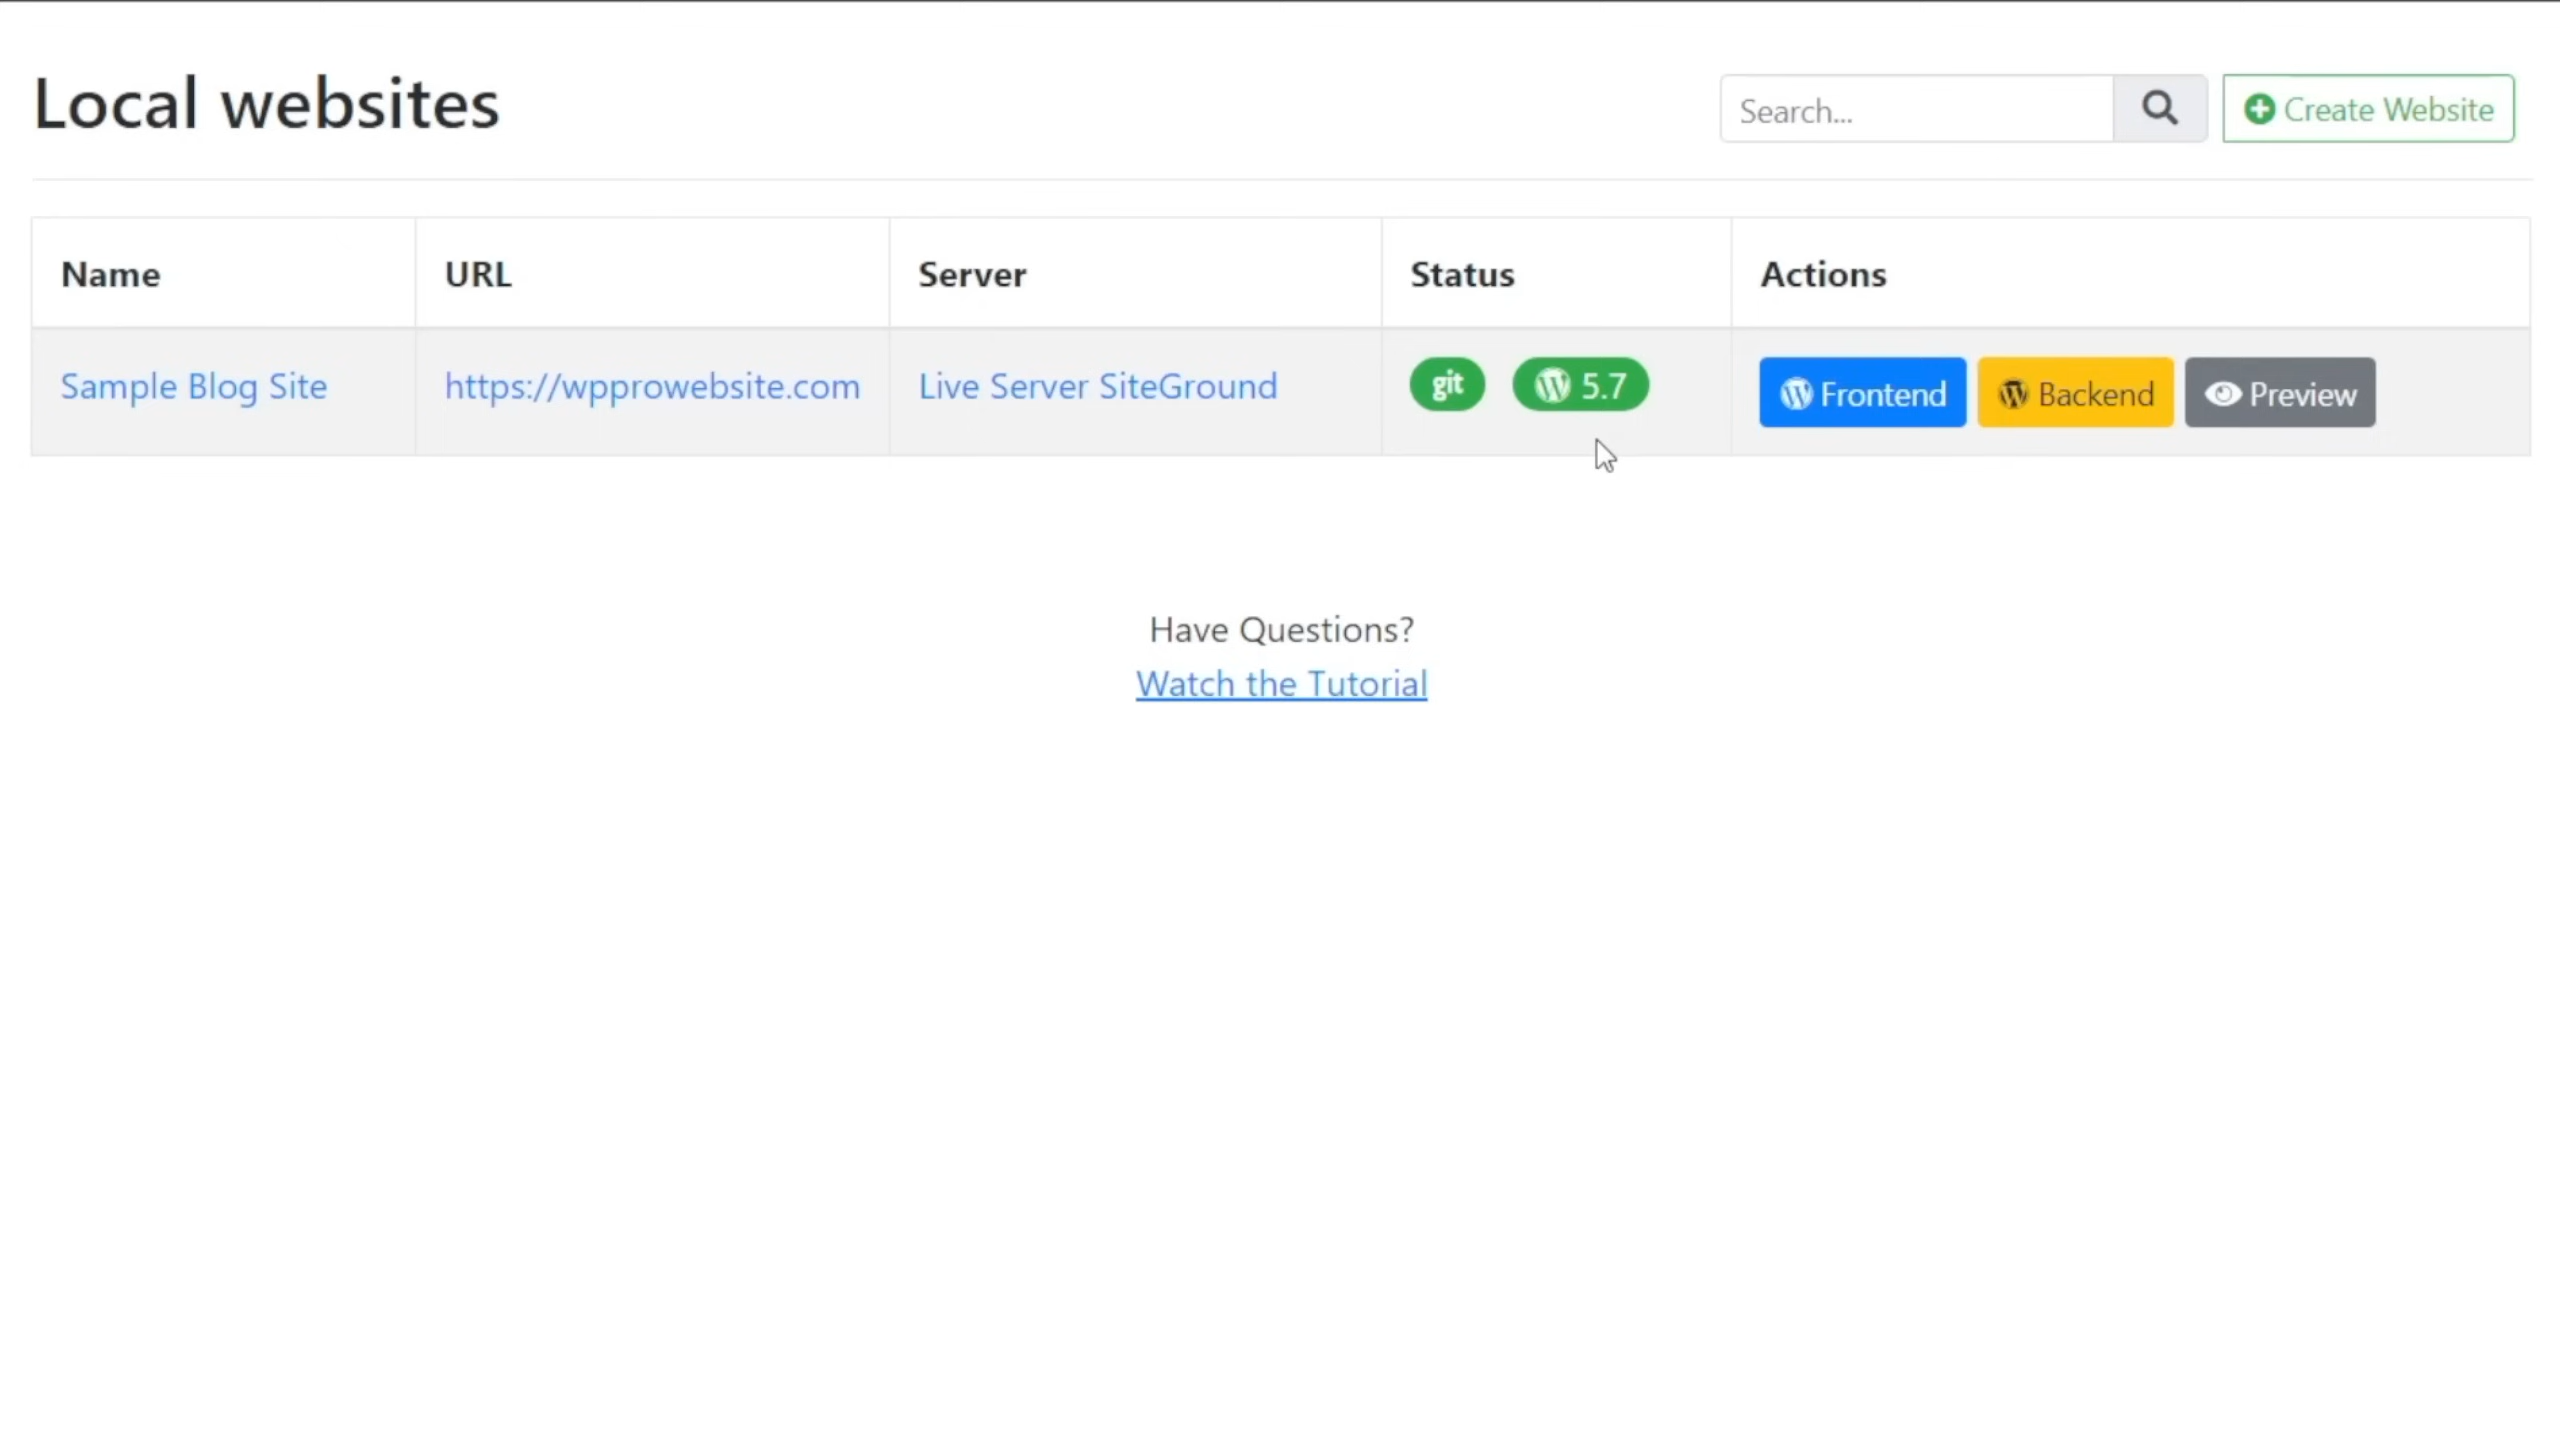 Local websites
Search...
Create Website
Name URL Server Status Actions
Sample Blog Site https://wpprowebsite.com Live Server SiteGround git 5.7 Frontend Backend Preview
Have Questions?
Watch the Tutorial